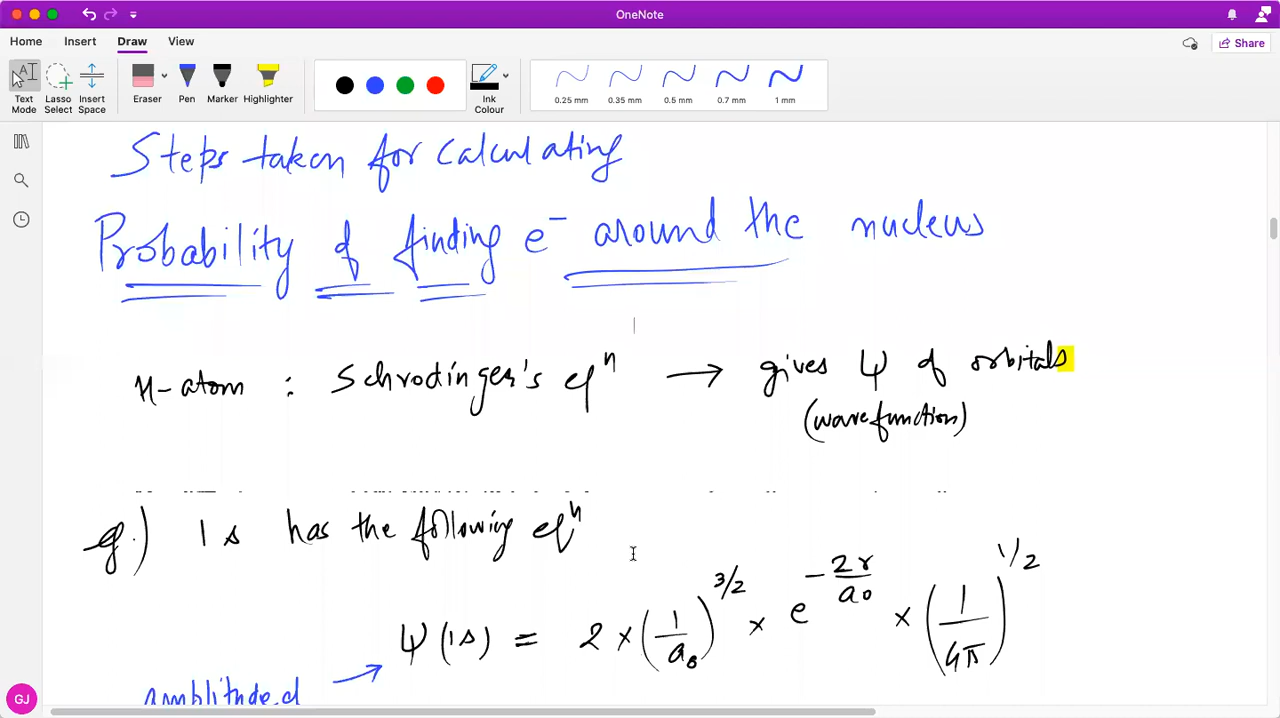 OneNote
Home Insert Draw View
Share
Text Mode
Lasso Select
Insert Space
Eraser
Pen
Marker
Highlighter
Ink Colour
0.25 mm
0.35 mm
0.5 mm
0.7 mm
1 mm
Steps taken for calculating
Probability of finding e⁻ around the nucleus
H-atom : Schrodinger's eqⁿ → gives ψ of orbitals
(wavefunction)
eg.) 1s has the following eqⁿ
ψ(1s) = 2 × (1/a₀)^3/2 × e^-2r/a₀ × (1/4π)^1/2
GJ